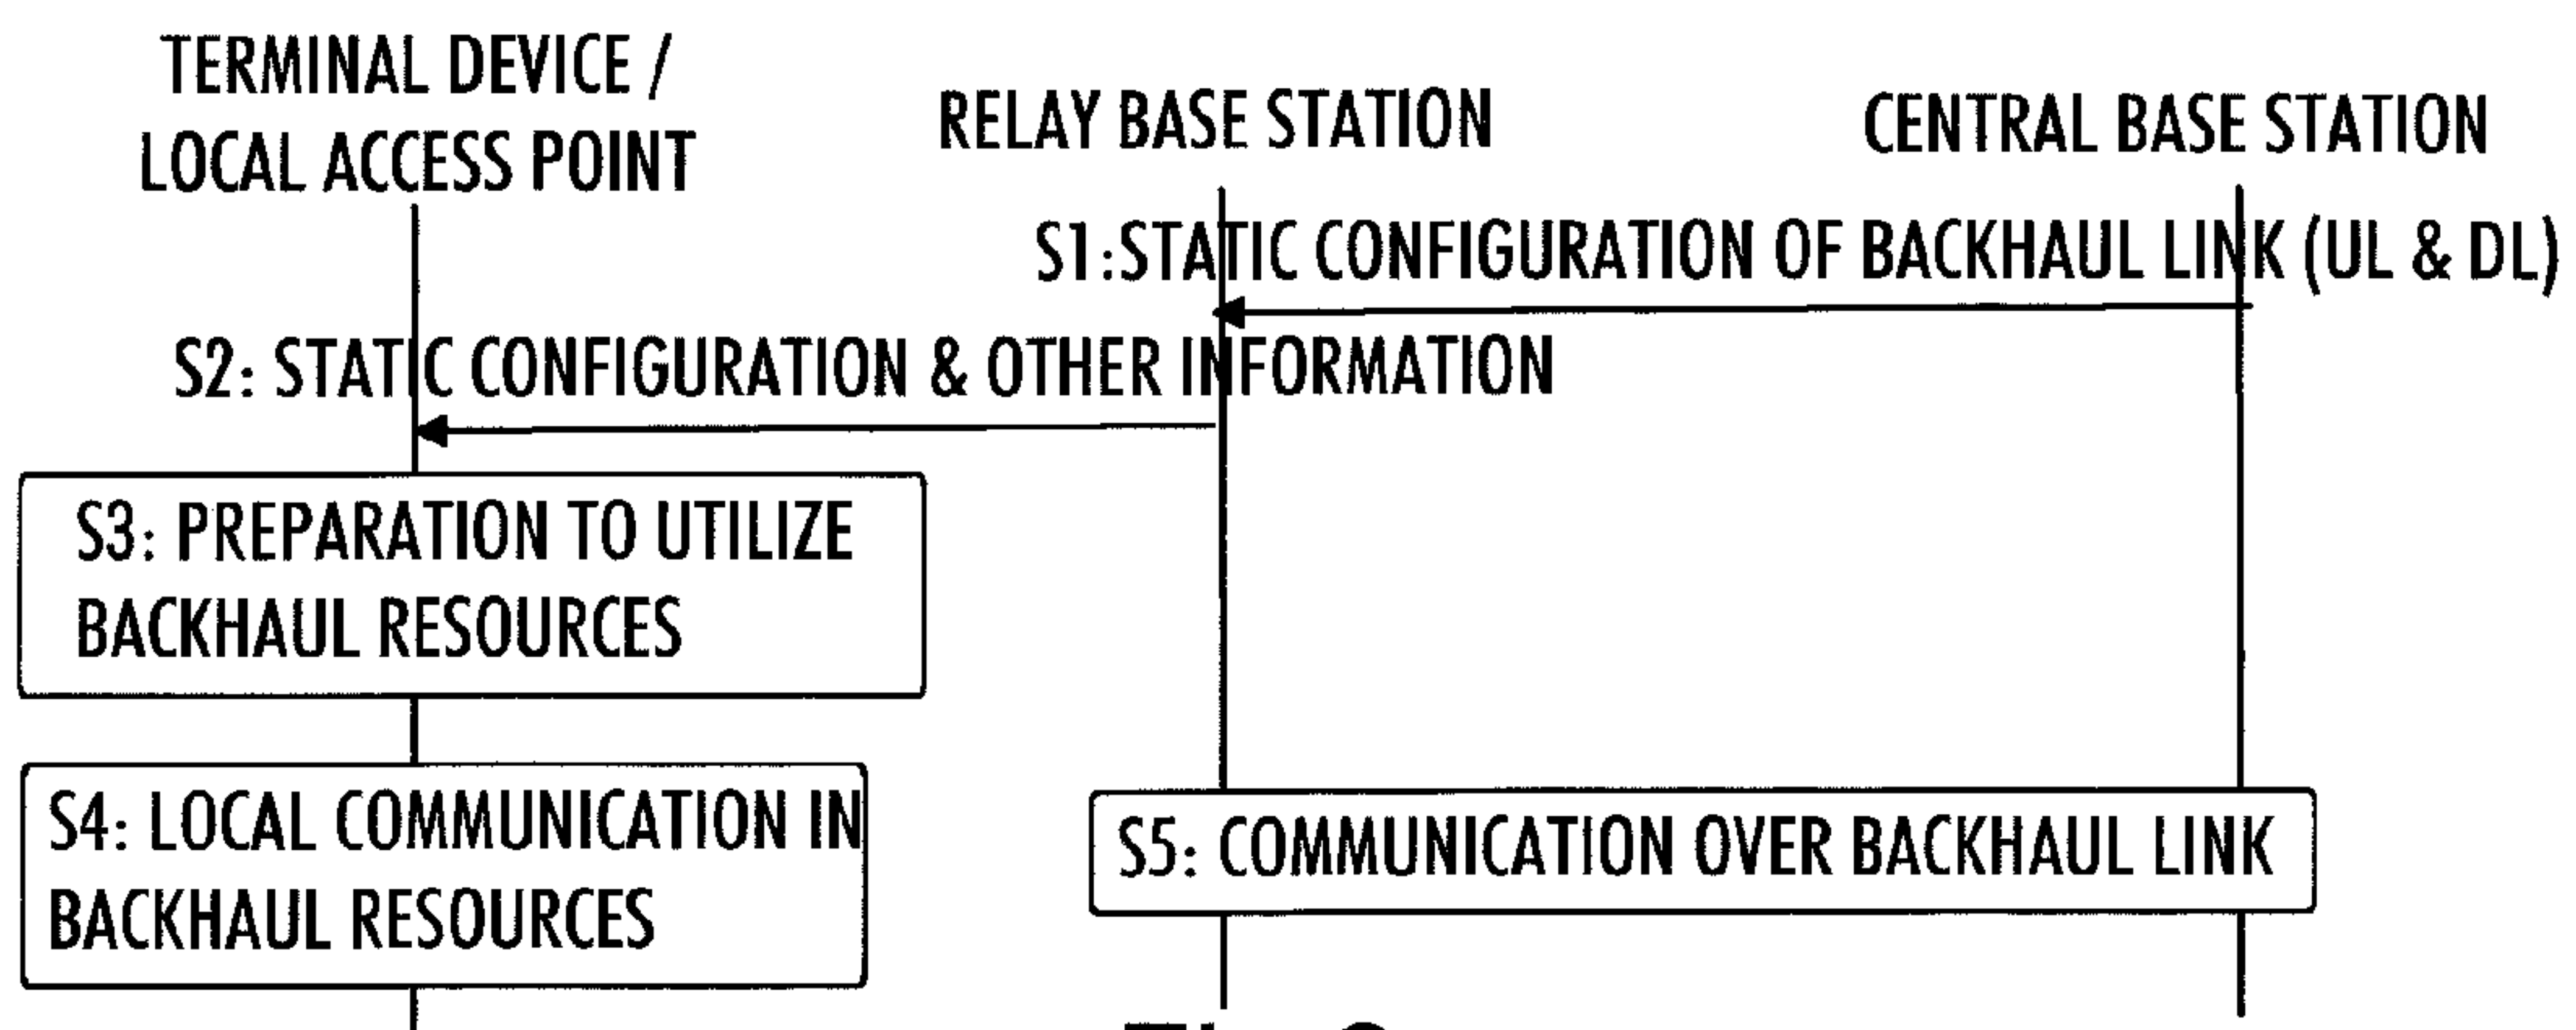 TERMINAL DEVICE /
LOCAL ACCESS POINT
RELAY BASE STATION
CENTRAL BASE STATION
S1:STATIC CONFIGURATION OF BACKHAUL LINK (UL & DL)
S2: STATIC CONFIGURATION & OTHER INFORMATION
S3: PREPARATION TO UTILIZE
BACKHAUL RESOURCES
S4: LOCAL COMMUNICATION IN
BACKHAUL RESOURCES
S5: COMMUNICATION OVER BACKHAUL LINK